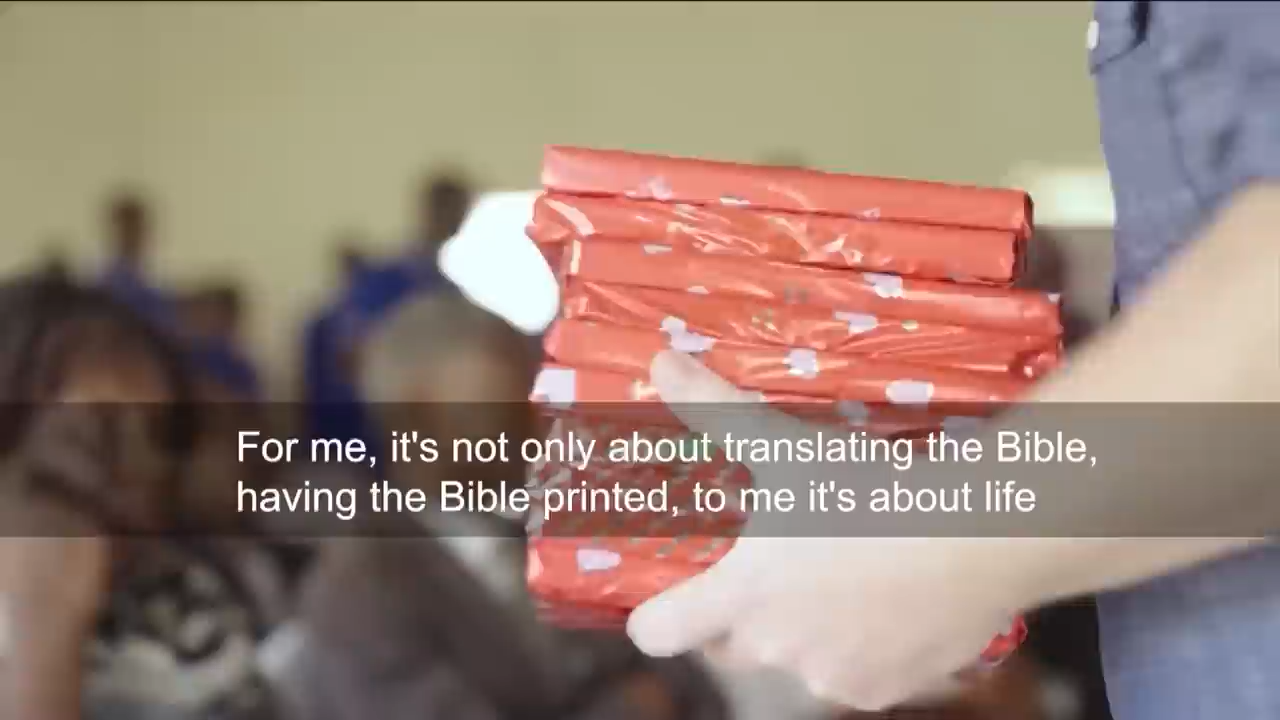 For me, it's not only about translating the Bible,
having the Bible printed, to me it's about life